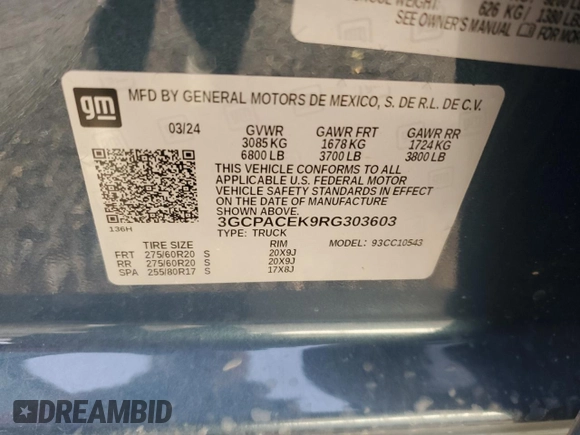 626 KG / 1380 LB
SEE OWNER'S MANUAL FOR MO
gm
MFD BY GENERAL MOTORS DE MEXICO, S. DE R.L. DE C.V.
03/24 GVWR GAWR FRT GAWR RR
3085 KG 1678 KG 1724 KG
6800 LB 3700 LB 3800 LB
THIS VEHICLE CONFORMS TO ALL
APPLICABLE U.S. FEDERAL MOTOR
VEHICLE SAFETY STANDARDS IN EFFECT
ON THE DATE OF MANUFACTURE
SHOWN ABOVE.
136H 3GCPACEK9RG303603
TYPE: TRUCK MODEL: 93CC10543
TIRE SIZE RIM
FRT 275/60R20 S 20X9J
RR 275/60R20 S 20X9J
SPA 255/80R17 S 17X8J
DREAMBID